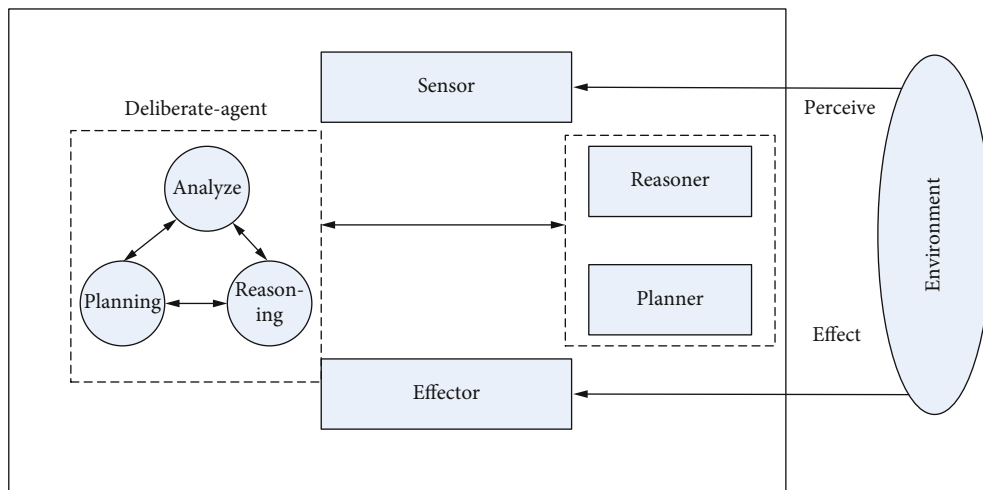 Sensor
Deliberate-agent
Perceive
Analyze
Reasoner
Planning
Reason-
ing
Planner
Environment
Effect
Effector